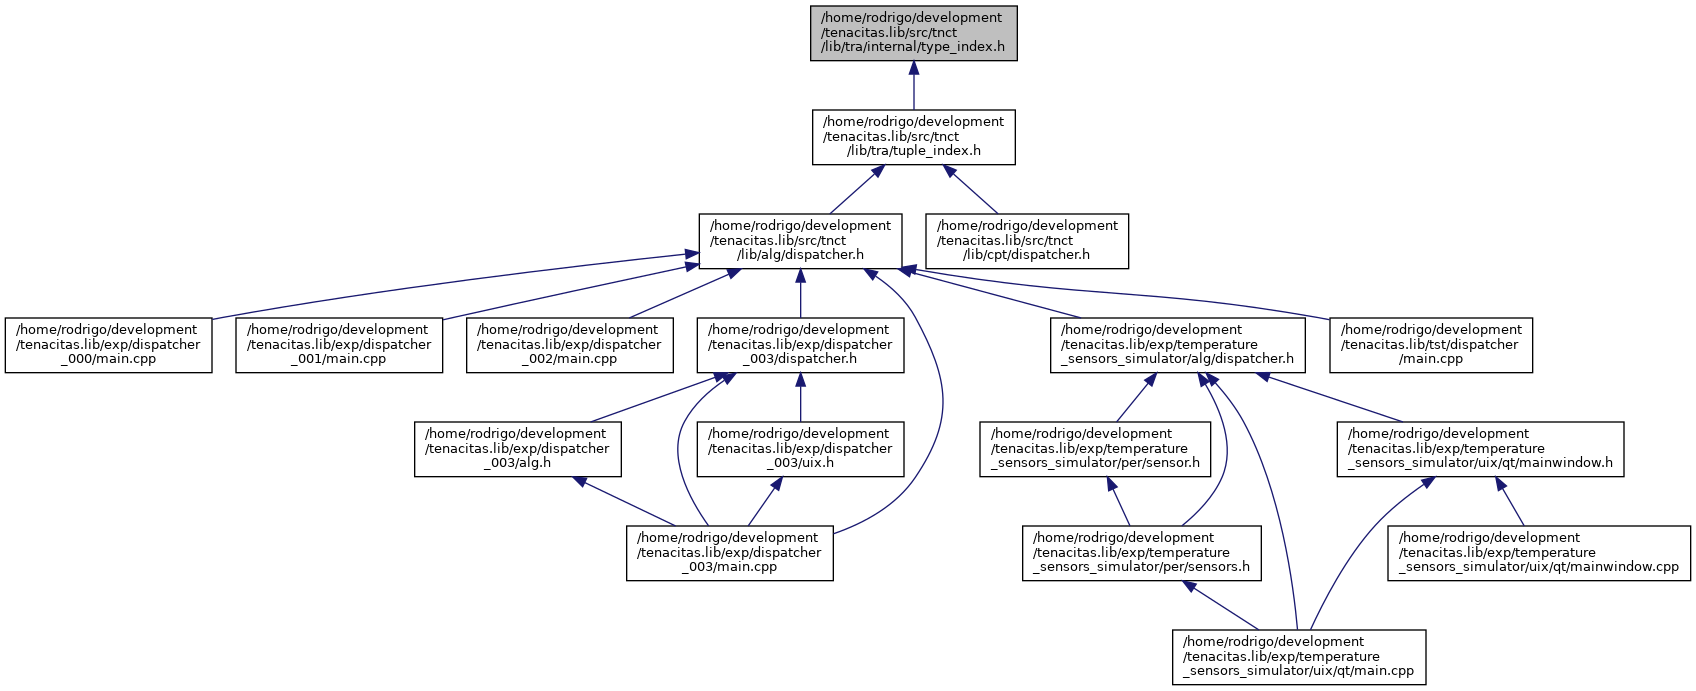 /home/rodrigo/development
/tenacitas.lib/src/tnct
/lib/tra/internal/type_index.h
/home/rodrigo/development
/tenacitas.lib/src/tnct
/lib/tra/tuple_index.h
/home/rodrigo/development
/tenacitas.lib/src/tnct
/lib/alg/dispatcher.h
/home/rodrigo/development
/tenacitas.lib/src/tnct
/lib/cpt/dispatcher.h
/home/rodrigo/development
/tenacitas.lib/exp/dispatcher
_000/main.cpp
/home/rodrigo/development
/tenacitas.lib/exp/dispatcher
_001/main.cpp
/home/rodrigo/development
/tenacitas.lib/exp/dispatcher
_002/main.cpp
/home/rodrigo/development
/tenacitas.lib/exp/dispatcher
_003/dispatcher.h
/home/rodrigo/development
/tenacitas.lib/exp/temperature
_sensors_simulator/alg/dispatcher.h
/home/rodrigo/development
/tenacitas.lib/tst/dispatcher
/main.cpp
/home/rodrigo/development
/tenacitas.lib/exp/dispatcher
_003/alg.h
/home/rodrigo/development
/tenacitas.lib/exp/dispatcher
_003/uix.h
/home/rodrigo/development
/tenacitas.lib/exp/temperature
_sensors_simulator/per/sensor.h
/home/rodrigo/development
/tenacitas.lib/exp/temperature
_sensors_simulator/uix/qt/mainwindow.h
/home/rodrigo/development
/tenacitas.lib/exp/dispatcher
_003/main.cpp
/home/rodrigo/development
/tenacitas.lib/exp/temperature
_sensors_simulator/per/sensors.h
/home/rodrigo/development
/tenacitas.lib/exp/temperature
_sensors_simulator/uix/qt/mainwindow.cpp
/home/rodrigo/development
/tenacitas.lib/exp/temperature
_sensors_simulator/uix/qt/main.cpp